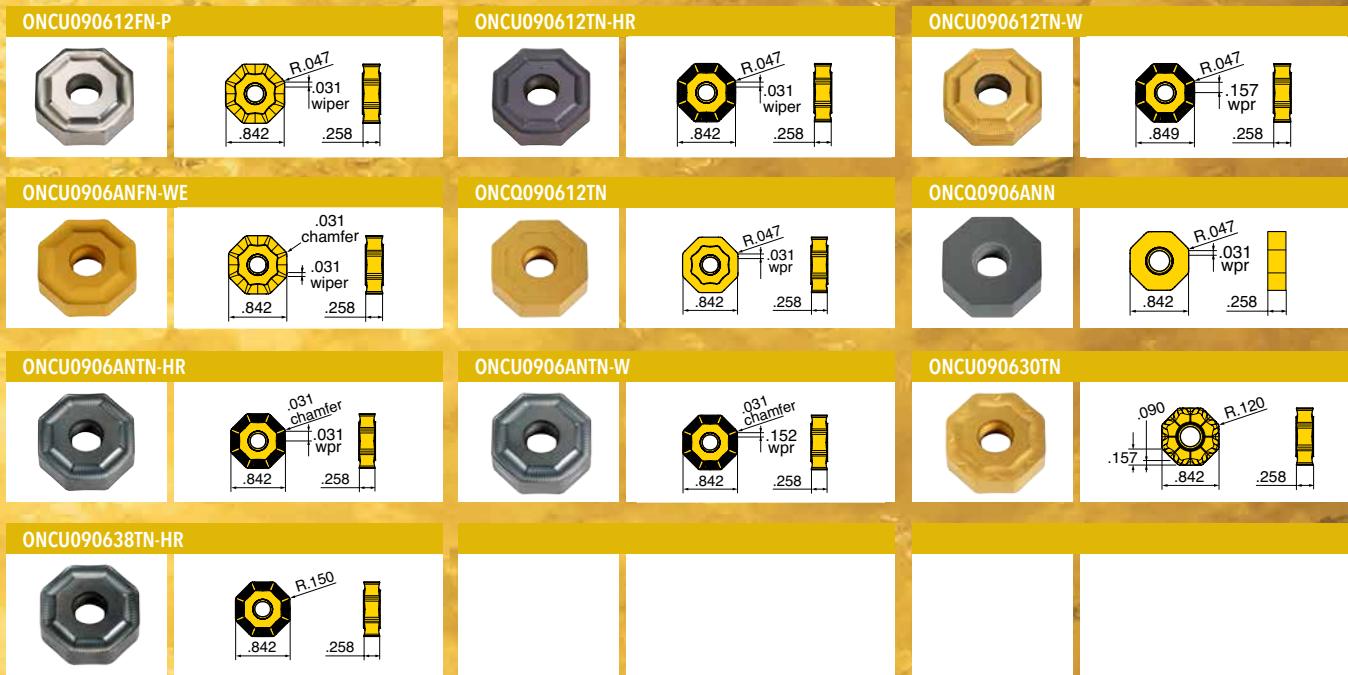 ONCU090612FN-P
R.047
.031
wiper
.842
.258
ONCU090612TN-HR
R.047
.031
wiper
.842
.258
ONCU090612TN-W
R.047
.157
wpr
.849
.258
ONCU0906ANFN-WE
.031
chamfer
.031
wiper
.842
.258
ONCQ090612TN
R.047
.031
wpr
.842
.258
ONCQ0906ANN
R.047
.031
wpr
.842
.258
ONCU0906ANTN-HR
.031
chamfer
.031
wpr
.842
.258
ONCU0906ANTN-W
.031
chamfer
.152
wpr
.842
.258
ONCU090630TN
.090
R.120
.157
.842
.258
ONCU090638TN-HR
R.150
.842
.258